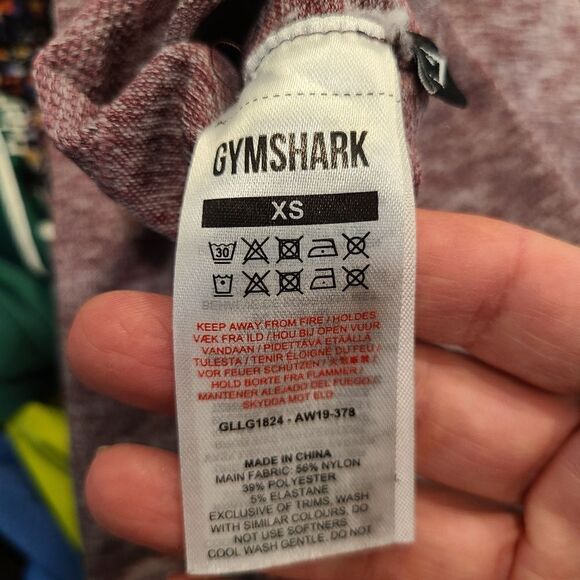 GYMSHARK
XS
30
KEEP AWAY FROM FIRE / HOLDES
VÆK FRA ILD / HOU BIJ OPEN VUUR
VANDAAN / PIDETTÄVÄ ETÄÄLLÄ
TULESTA / TENIR ÉLOIGNÉ DU FEU /
VOR FEUER SCHÜTZEN /
HOLD BORTE FRA FLAMMER /
MANTENER ALEJADO DEL FUEGO /
SKYDDA MOT ELD
GLLG1824 - AW19-378
MADE IN CHINA
MAIN FABRIC: 56% NYLON
39% POLYESTER
5% ELASTANE
EXCLUSIVE OF TRIMS, WASH
WITH SIMILAR COLOURS, DO
NOT USE SOFTNERS
COOL WASH GENTLE, DO NOT